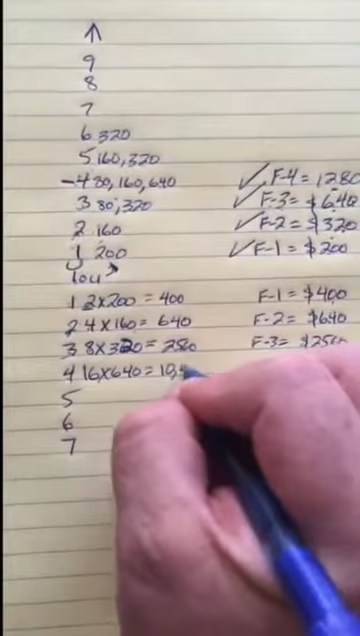 ↑
9
8
7
6 320
5 160, 320
-4 80, 160, 640
3 80, 320
2 160
1 200
✓ F-4 = 1280
✓ F-3 = $640
✓ F-2 = $320
✓ F-1 = $200
1 2x200 = 400
2 4x160 = 640
3 8x320 = 2560
4 16x640 = 10,
5
6
7
F-1 = $400
F-2 = $640
F-3 = $2560